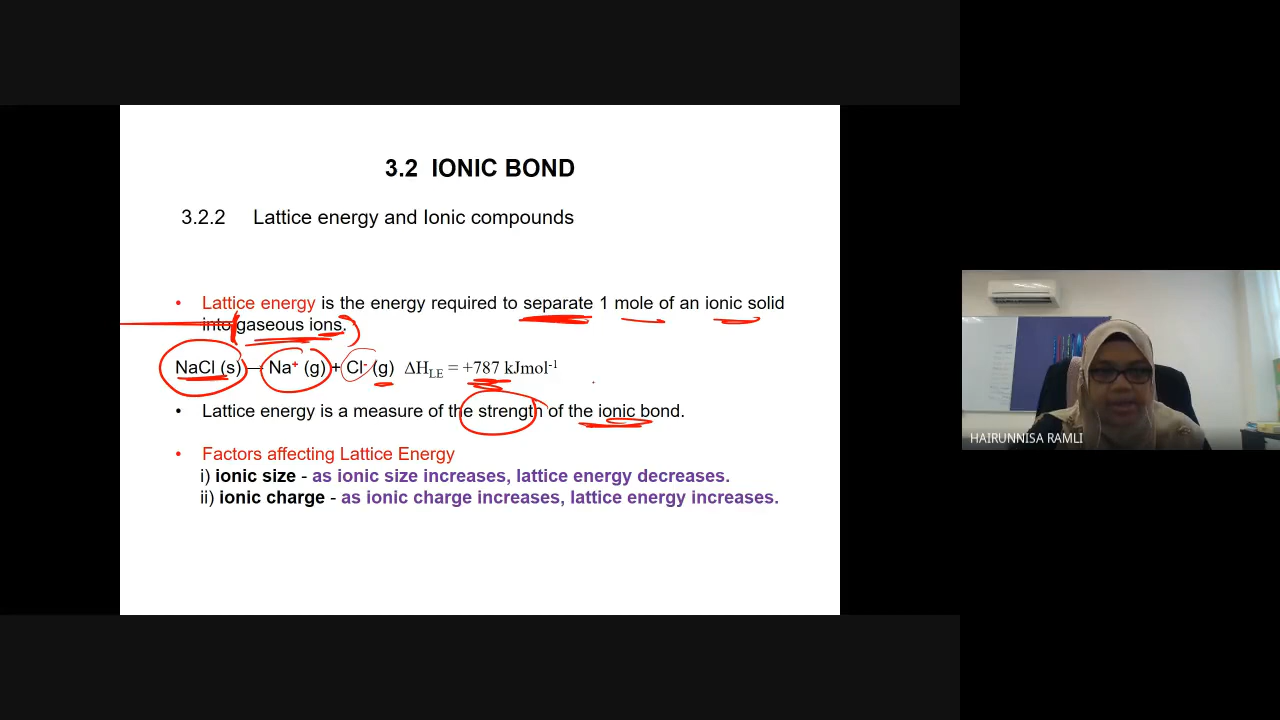 3.2 IONIC BOND
3.2.2 Lattice energy and Ionic compounds
• Lattice energy is the energy required to separate 1 mole of an ionic solid
into gaseous ions.
NaCl (s) → Na⁺ (g) + Cl⁻ (g) ΔH_LE = +787 kJmol⁻¹
• Lattice energy is a measure of the strength of the ionic bond.
• Factors affecting Lattice Energy
i) ionic size - as ionic size increases, lattice energy decreases.
ii) ionic charge - as ionic charge increases, lattice energy increases.
HAIRUNNISA RAMLI